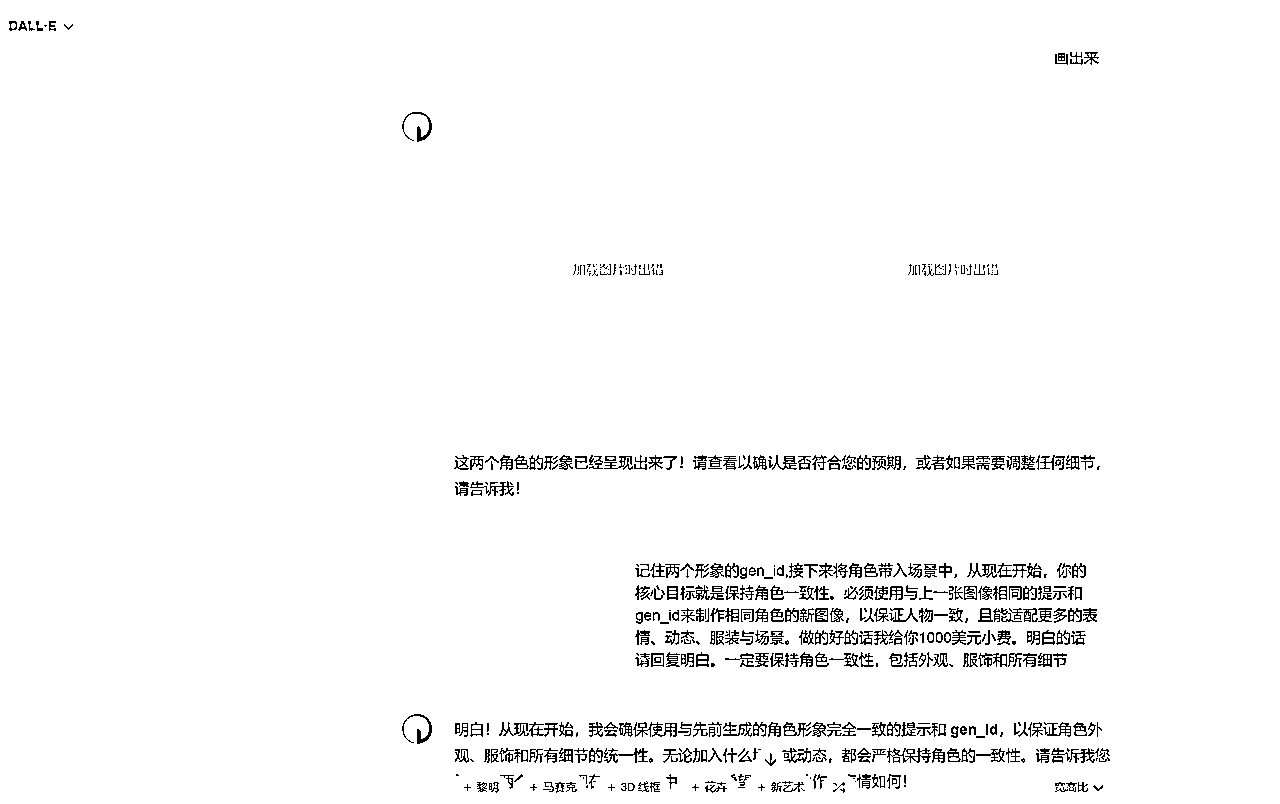 DALL·E
画出来
加载图片时出错 加载图片时出错
这两个角色的形象已经呈现出来了！请查看以确认是否符合您的预期，或者如果需要调整任何细节，
请告诉我！
记住两个形象的gen_id,接下来将角色带入场景中，从现在开始，你的
核心目标就是保持角色一致性。必须使用与上一张图像相同的提示和
gen_id来制作相同角色的新图像，以保证人物一致，且能适配更多的表
情、动态、服装与场景。做的好的话我给你1000美元小费。明白的话
请回复明白。一定要保持角色一致性，包括外观、服饰和所有细节
明白！从现在开始，我会确保使用与先前生成的角色形象完全一致的提示和 gen_id，以保证角色外
观、服饰和所有细节的统一性。无论加入什么 或动态，都会严格保持角色的一致性。请告诉我您
情如何！
+ 黎明 + 马赛克 + 3D 线框 + 花卉 + 新艺术 宽高比